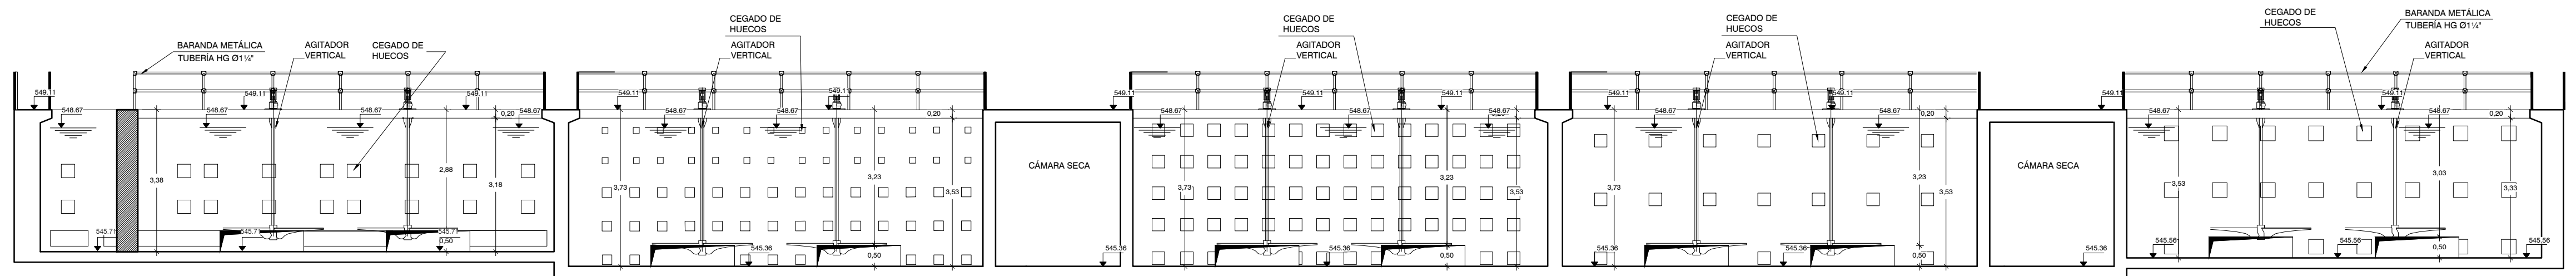 BARANDA METÁLICA
TUBERÍA HG Ø1¼"
AGITADOR
VERTICAL
CEGADO DE
HUECOS
549.11
549.11
549.11
548.67
548.67
548.67
548.67
0,20
3,38
2,88
3,18
545.71
545.71
545.71
0,50
CEGADO DE
HUECOS
AGITADOR
VERTICAL
549.11
549.11
549.11
548.67
548.67
0,20
3,73
3,23
3,53
545.36
0,50
CÁMARA SECA
545.36
CEGADO DE
HUECOS
AGITADOR
VERTICAL
549.11
549.11
548.67
548.67
548.67
0,20
3,73
3,23
3,53
545.36
545.36
0,50
CEGADO DE
HUECOS
AGITADOR
VERTICAL
549.11
549.11
549.11
548.67
548.67
0,20
3,73
3,23
3,53
545.36
545.36
0,50
CÁMARA SECA
545.36
CEGADO DE
HUECOS
BARANDA METÁLICA
TUBERÍA HG Ø1¼"
AGITADOR
VERTICAL
549.11
549.11
548.67
548.67
0,20
3,53
3,03
3,33
545.56
545.56
545.56
0,50